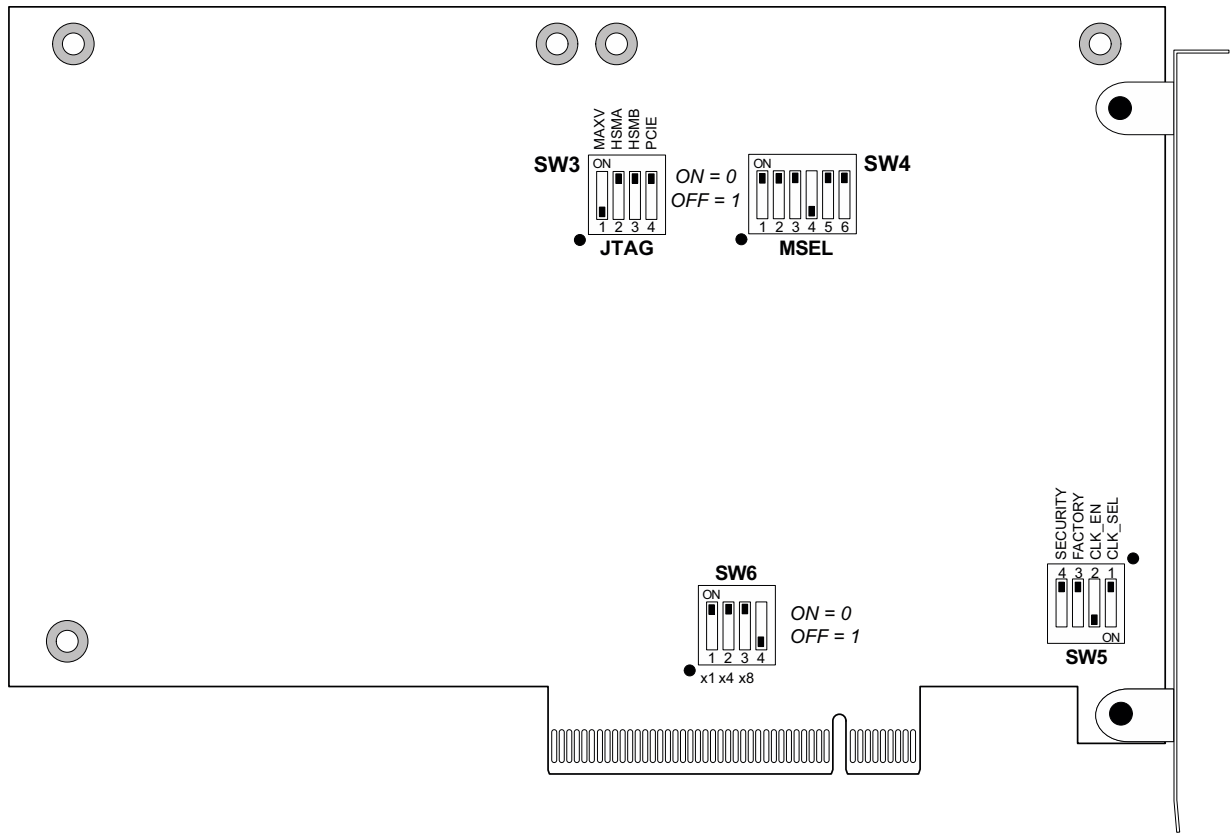 MAXV
HSMA
HSMB
PCIE
SW3
ON
1 2 3 4
JTAG
ON = 0
OFF = 1
ON
SW4
1 2 3 4 5 6
MSEL
SECURITY
FACTORY
CLK_EN
CLK_SEL
4 3 2 1
ON
SW5
SW6
ON
1 2 3 4
x1 x4 x8
ON = 0
OFF = 1